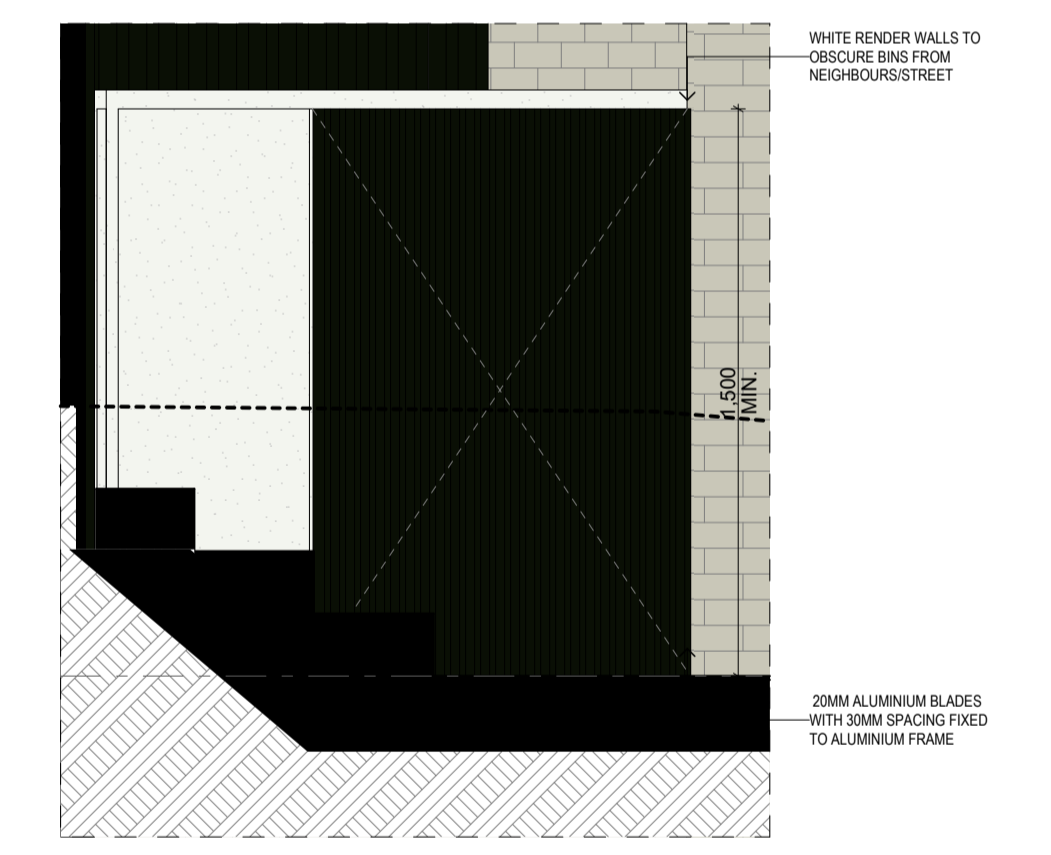 WHITE RENDER WALLS TO
OBSCURE BINS FROM
NEIGHBOURS/STREET
1,500
MIN.
20MM ALUMINIUM BLADES
WITH 30MM SPACING FIXED
TO ALUMINIUM FRAME